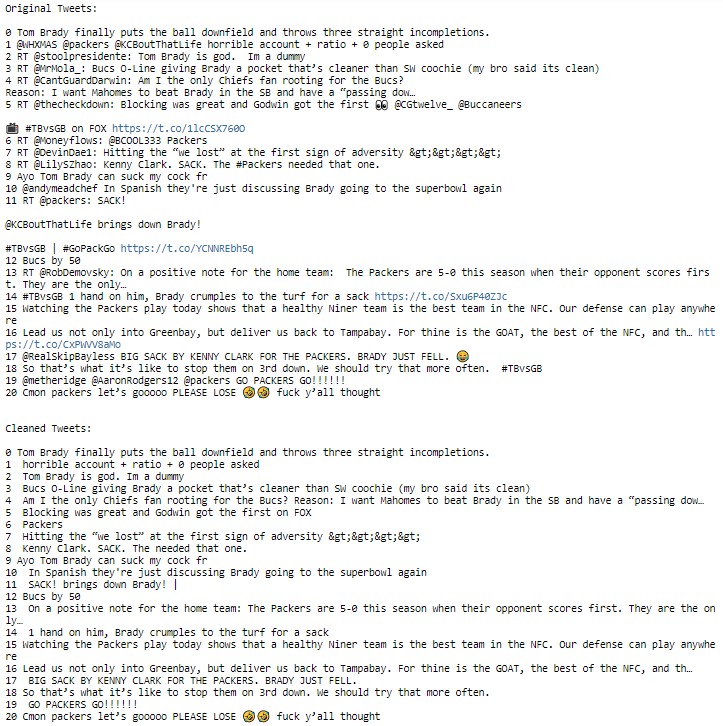 Original Tweets:
0 Tom Brady finally puts the ball downfield and throws three straight incompletions.
1 @WHXMAS @packers @KCBoutThatLife horrible account + ratio + 0 people asked
2 RT @stoolpresidente: Tom Brady is god.  Im a dummy
3 RT @MrMola_: Bucs O-Line giving Brady a pocket that’s cleaner than SW coochie (my bro said its clean)
4 RT @CantGuardDarwin: Am I the only Chiefs fan rooting for the Bucs?
Reason: I want Mahomes to beat Brady in the SB and have a “passing dow…
5 RT @thecheckdown: Blocking was great and Godwin got the first 👀 @CGtwelve_ @Buccaneers
📺 #TBvsGB on FOX https://t.co/1lcCSX760O
6 RT @Moneyflows: @BCOOL333 Packers
7 RT @DevinDae1: Hitting the “we lost” at the first sign of adversity &gt;&gt;&gt;&gt;
8 RT @LilySZhao: Kenny Clark. SACK. The #Packers needed that one.
9 Ayo Tom Brady can suck my cock fr
10 @andymeadchef In Spanish they're just discussing Brady going to the superbowl again
11 RT @packers: SACK!
@KCBoutThatLife brings down Brady!
#TBvsGB | #GoPackGo https://t.co/YCNNREbh5q
12 Bucs by 50
13 RT @RobDemovsky: On a positive note for the home team:  The Packers are 5-0 this season when their opponent scores firs
t. They are the only…
14 #TBvsGB 1 hand on him, Brady crumples to the turf for a sack https://t.co/Sxu6P40ZJc
15 Watching the Packers play today shows that a healthy Niner team is the best team in the NFC. Our defense can play anywhe
re
16 Lead us not only into Greenbay, but deliver us back to Tampabay. For thine is the GOAT, the best of the NFC, and th… htt
ps://t.co/CxPWVV8aMo
17 @RealSkipBayless BIG SACK BY KENNY CLARK FOR THE PACKERS. BRADY JUST FELL. 😂
18 So that’s what it’s like to stop them on 3rd down. We should try that more often.  #TBvsGB
19 @metheridge @AaronRodgers12 @packers GO PACKERS GO!!!!!!
20 Cmon packers let’s gooooo PLEASE LOSE 🤣🤣 fuck y’all thought
Cleaned Tweets:
0 Tom Brady finally puts the ball downfield and throws three straight incompletions.
1  horrible account + ratio + 0 people asked
2  Tom Brady is god. Im a dummy
3  Bucs O-Line giving Brady a pocket that’s cleaner than SW coochie (my bro said its clean)
4  Am I the only Chiefs fan rooting for the Bucs? Reason: I want Mahomes to beat Brady in the SB and have a “passing dow…
5  Blocking was great and Godwin got the first on FOX
6  Packers
7  Hitting the “we lost” at the first sign of adversity &gt;&gt;&gt;&gt;
8  Kenny Clark. SACK. The needed that one.
9 Ayo Tom Brady can suck my cock fr
10  In Spanish they're just discussing Brady going to the superbowl again
11  SACK! brings down Brady! |
12 Bucs by 50
13  On a positive note for the home team: The Packers are 5-0 this season when their opponent scores first. They are the on
ly…
14  1 hand on him, Brady crumples to the turf for a sack
15 Watching the Packers play today shows that a healthy Niner team is the best team in the NFC. Our defense can play anywhe
re
16 Lead us not only into Greenbay, but deliver us back to Tampabay. For thine is the GOAT, the best of the NFC, and th…
17  BIG SACK BY KENNY CLARK FOR THE PACKERS. BRADY JUST FELL.
18 So that’s what it’s like to stop them on 3rd down. We should try that more often.
19  GO PACKERS GO!!!!!!
20 Cmon packers let’s gooooo PLEASE LOSE 🤣🤣 fuck y’all thought